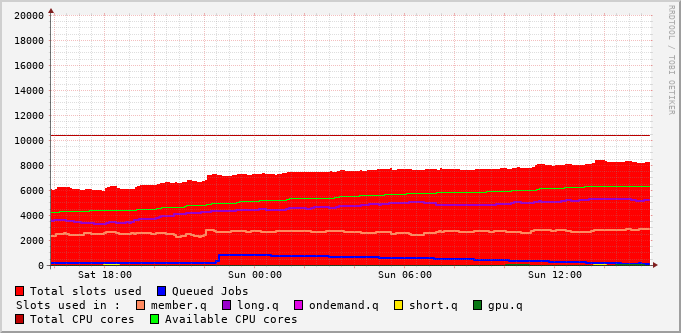 20000
18000
16000
14000
12000
10000
8000
6000
4000
2000
0
Sat 18:00 Sun 00:00 Sun 06:00 Sun 12:00
Total slots used Queued Jobs
Slots used in : member.q long.q ondemand.q short.q gpu.q
Total CPU cores Available CPU cores
RRDTOOL / TOBI OETIKER